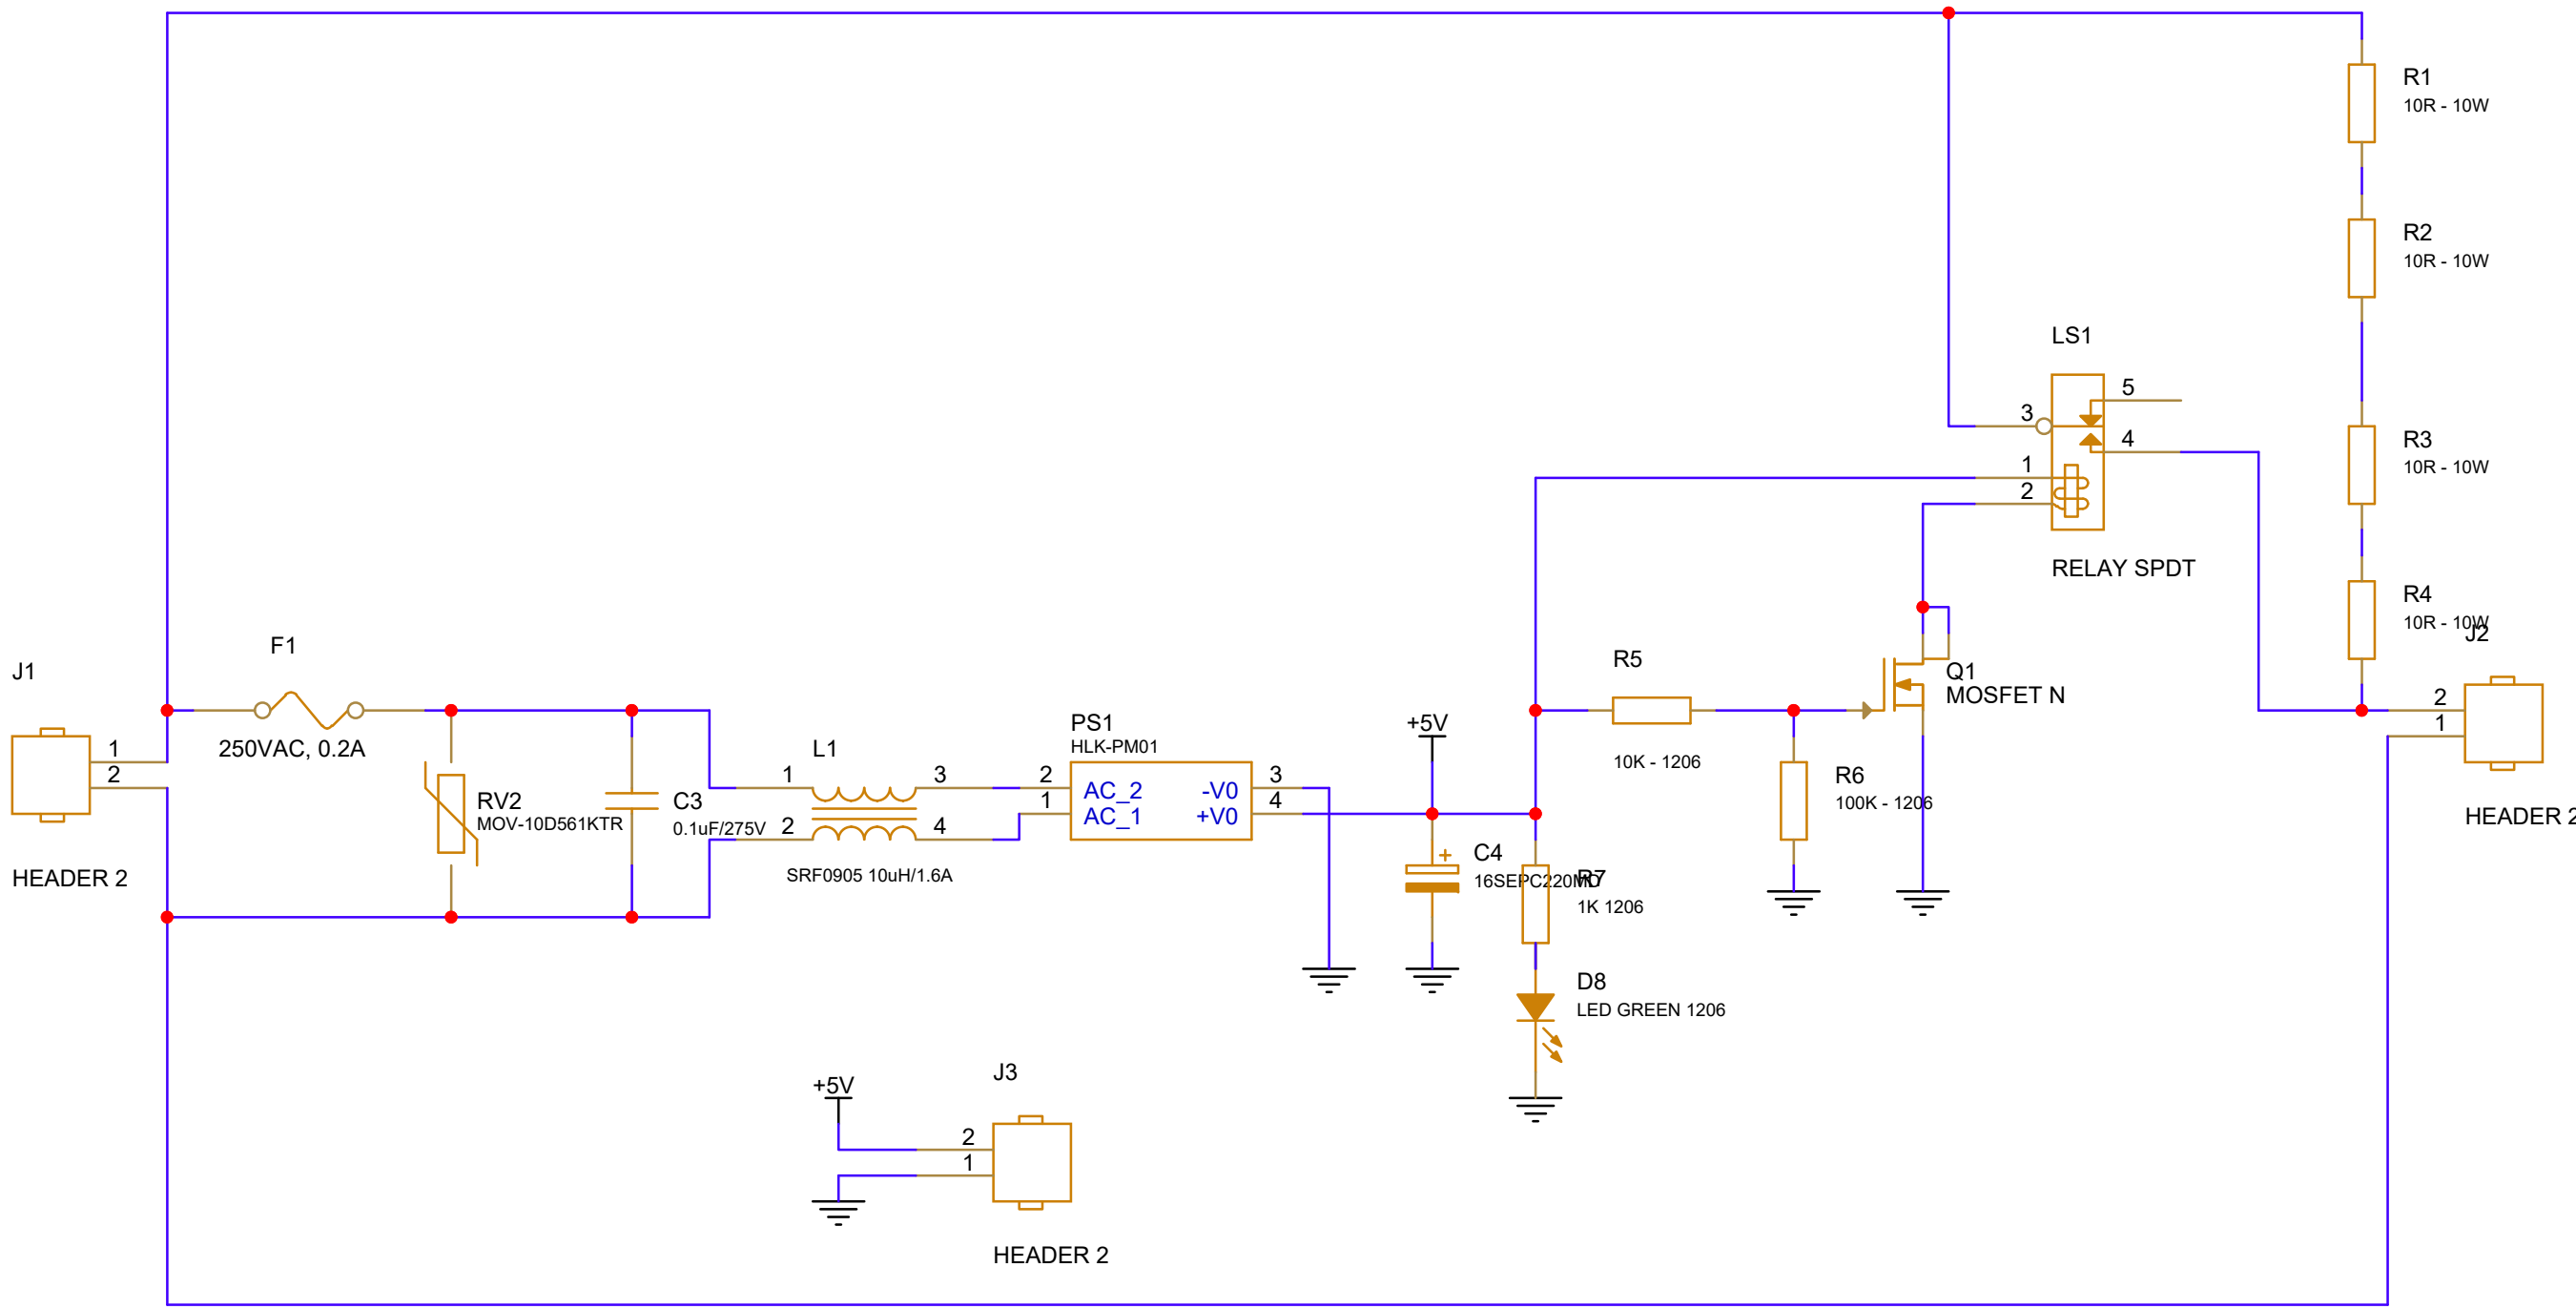 R1
10R - 10W
R2
10R - 10W
LS1
5
3
4
1
2
RELAY SPDT
R3
10R - 10W
R4
10R - 10W
J1
1
2
HEADER 2
F1
250VAC, 0.2A
RV2
MOV-10D561KTR
C3
0.1uF/275V
L1
1
3
2
4
SRF0905 10uH/1.6A
PS1
HLK-PM01
2
1
AC_2
AC_1
-V0
+V0
3
4
+5V
C4
16SEPC220MD
R7
1K 1206
D8
LED GREEN 1206
R5
10K - 1206
R6
100K - 1206
Q1
MOSFET N
J2
2
1
HEADER 2
+5V
J3
2
1
HEADER 2